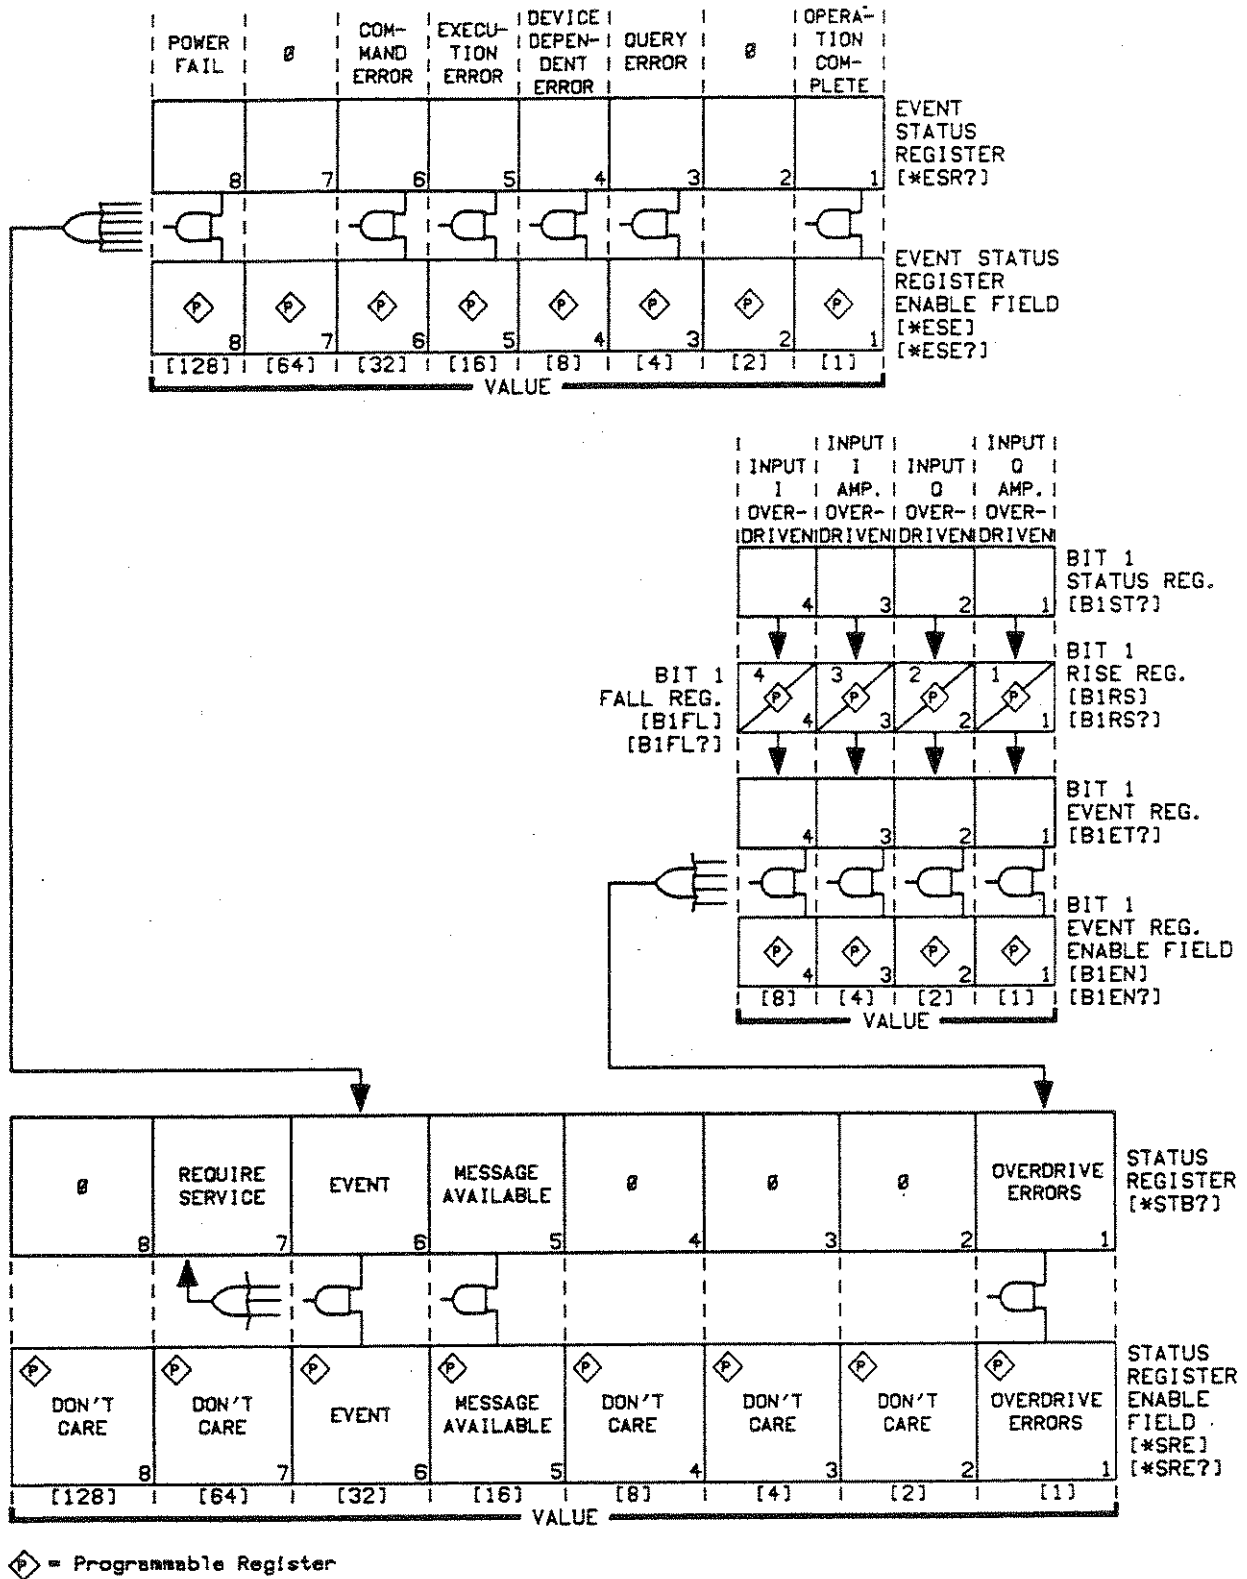 POWER FAIL
0
COM- MAND ERROR
EXECU- TION ERROR
DEVICE DEPEN- DENT ERROR
QUERY ERROR
0
OPERA- TION COM- PLETE
8 7 6 5 4 3 2 1
EVENT
STATUS
REGISTER
[*ESR?]
P P P P P P P P
8 7 6 5 4 3 2 1
EVENT STATUS
REGISTER
ENABLE FIELD
[*ESE]
[*ESE?]
[128] [64] [32] [16] [8] [4] [2] [1]
VALUE
INPUT I OVER- DRIVEN
INPUT I AMP. OVER- DRIVEN
INPUT Q OVER- DRIVEN
INPUT Q AMP. OVER- DRIVEN
4 3 2 1
BIT 1
STATUS REG.
[B1ST?]
BIT 1
FALL REG.
[B1FL]
[B1FL?]
4 3 2 1
P P P P
4 3 2 1
BIT 1
RISE REG.
[B1RS]
[B1RS?]
4 3 2 1
BIT 1
EVENT REG.
[B1ET?]
P P P P
4 3 2 1
BIT 1
EVENT REG.
ENABLE FIELD
[B1EN]
[B1EN?]
[8] [4] [2] [1]
VALUE
0
REQUIRE SERVICE
EVENT
MESSAGE AVAILABLE
0
0
0
OVERDRIVE ERRORS
8 7 6 5 4 3 2 1
STATUS
REGISTER
[*STB?]
P P P P P P P
DON'T CARE
DON'T CARE
EVENT
MESSAGE AVAILABLE
DON'T CARE
DON'T CARE
DON'T CARE
OVERDRIVE ERRORS
8 7 6 5 4 3 2 1
STATUS
REGISTER
ENABLE
FIELD
[*SRE]
[*SRE?]
[128] [64] [32] [16] [8] [4] [2] [1]
VALUE
P = Programmable Register